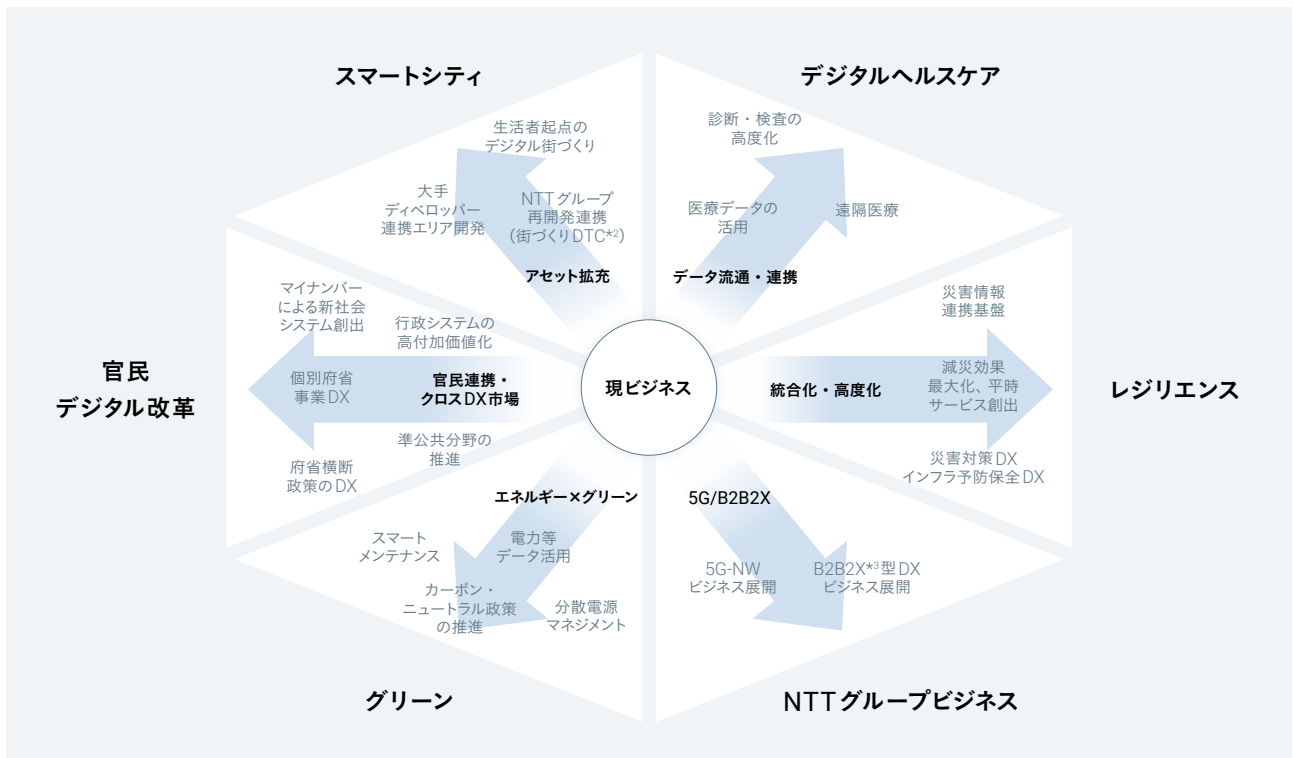 スマートシティ
生活者起点の
デジタル街づくり
大手
ディベロッパー
連携エリア開発
NTTグループ
再開発連携
(街づくりDTC*2)
アセット拡充
デジタルヘルスケア
診断・検査の
高度化
医療データの
活用
遠隔医療
データ流通・連携
官民
デジタル改革
マイナンバー
による新社会
システム創出
行政システムの
高付加価値化
個別府省
事業DX
官民連携・
クロスDX市場
準公共分野の
推進
府省横断
政策のDX
現ビジネス
レジリエンス
災害情報
連携基盤
統合化・高度化
減災効果
最大化、平時
サービス創出
災害対策DX
インフラ予防保全DX
エネルギー×グリーン
スマート
メンテナンス
電力等
データ活用
カーボン・
ニュートラル政策
の推進
分散電源
マネジメント
グリーン
5G/B2B2X
5G-NW
ビジネス展開
B2B2X*3型DX
ビジネス展開
NTTグループビジネス